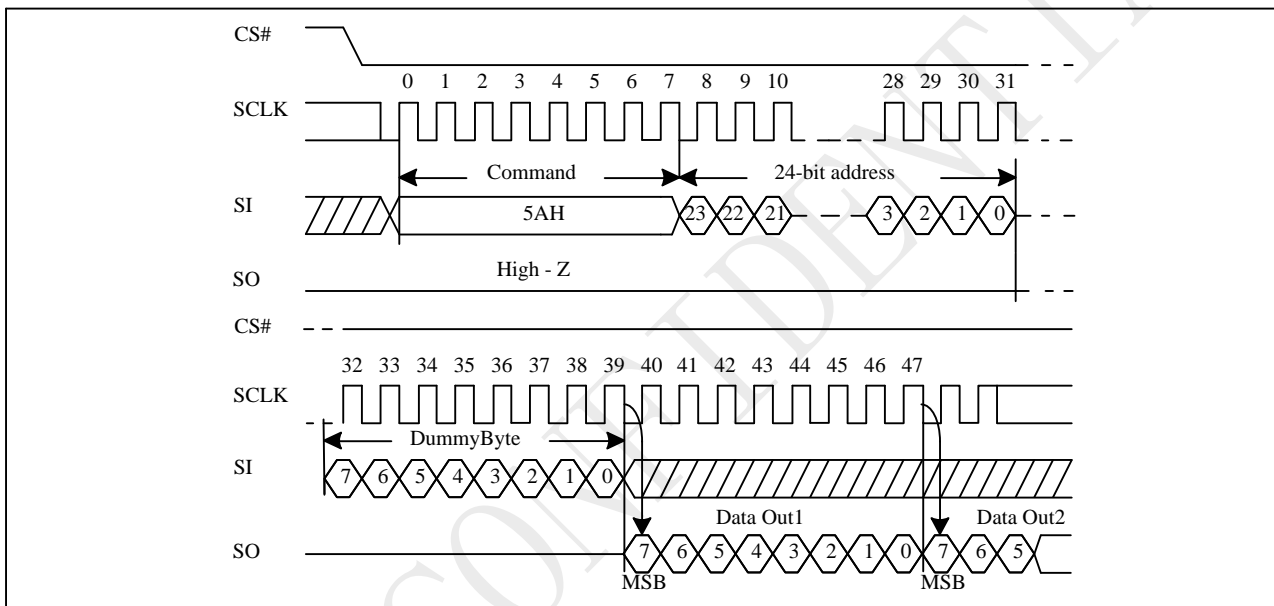 CS#
0 1 2 3 4 5 6 7 8 9 10 28 29 30 31
SCLK
Command 24-bit address
SI 5AH 23 22 21 3 2 1 0
High - Z
SO
CS#
32 33 34 35 36 37 38 39 40 41 42 43 44 45 46 47
SCLK
DummyByte
SI 7 6 5 4 3 2 1 0
Data Out1 Data Out2
SO 7 6 5 4 3 2 1 0 7 6 5
MSB MSB
CONFIDENTIA